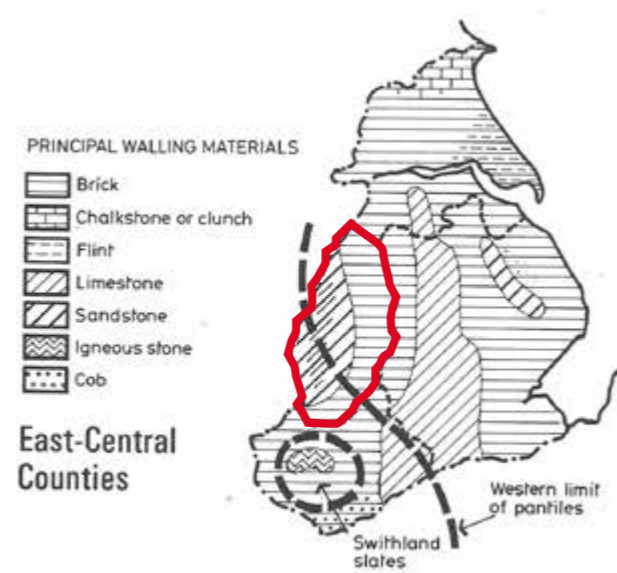 PRINCIPAL WALLING MATERIALS
Brick
Chalkstone or clunch
Flint
Limestone
Sandstone
Igneous stone
Cob
East-Central
Counties
Western limit
of pantiles
Swithland
slates